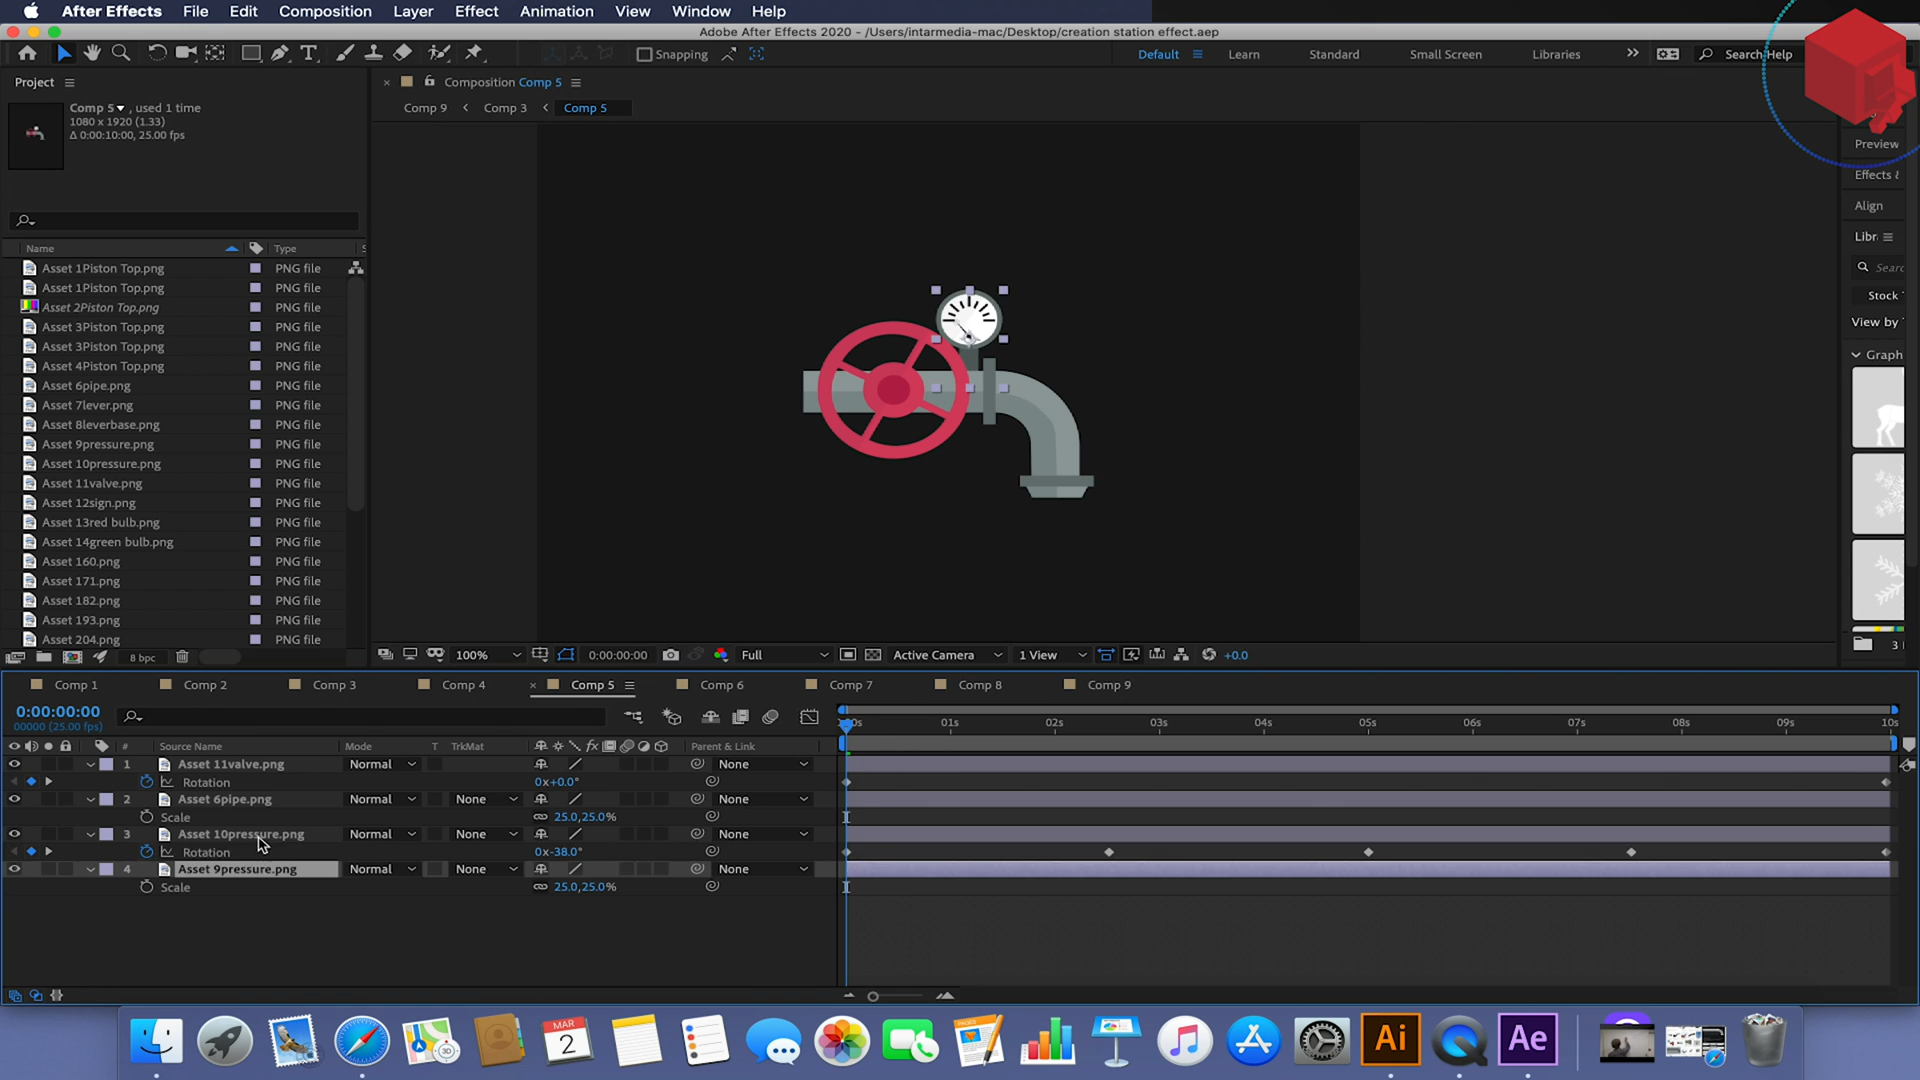 After Effects File Edit Composition Layer Effect Animation View Window Help
Adobe After Effects 2020 - /Users/intarmedia-mac/Desktop/creation station effect.aep
Snapping Default Learn Standard Small Screen Libraries Search Help
Project
Comp 5 , used 1 time
1080 x 1920 (1.33)
Δ 0:00:10:00, 25.00 fps
Composition Comp 5
Comp 9 Comp 3 Comp 5
Preview
Effects &
Align
Libr
Searc
Stock
View by
Graph
3
Name Type
Asset 1Piston Top.png PNG file
Asset 1Piston Top.png PNG file
Asset 2Piston Top.png PNG file
Asset 3Piston Top.png PNG file
Asset 3Piston Top.png PNG file
Asset 4Piston Top.png PNG file
Asset 6pipe.png PNG file
Asset 7lever.png PNG file
Asset 8leverbase.png PNG file
Asset 9pressure.png PNG file
Asset 10pressure.png PNG file
Asset 11valve.png PNG file
Asset 12sign.png PNG file
Asset 13red bulb.png PNG file
Asset 14green bulb.png PNG file
Asset 160.png PNG file
Asset 171.png PNG file
Asset 182.png PNG file
Asset 193.png PNG file
Asset 204.png PNG file
8 bpc
100% 0:00:00:00 Full Active Camera 1 View +0.0
Comp 1 Comp 2 Comp 3 Comp 4 Comp 5 Comp 6 Comp 7 Comp 8 Comp 9
0:00:00:00
00000 (25.00 fps)
01s 02s 03s 04s 05s 06s 07s 08s 09s 10s
# Source Name Mode T TrkMat fx Parent & Link
1 Asset 11valve.png Normal None
Rotation 0x+0.0°
2 Asset 6pipe.png Normal None None
Scale 25.0,25.0%
3 Asset 10pressure.png Normal None None
Rotation 0x-38.0°
4 Asset 9pressure.png Normal None None
Scale 25.0,25.0%
MAR
2
Ai Ae